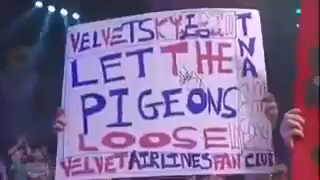 VELVETSKY
LET THE
PIGEONS
LOOSE
VELVETAIRLINESFAN CLUB
TNA